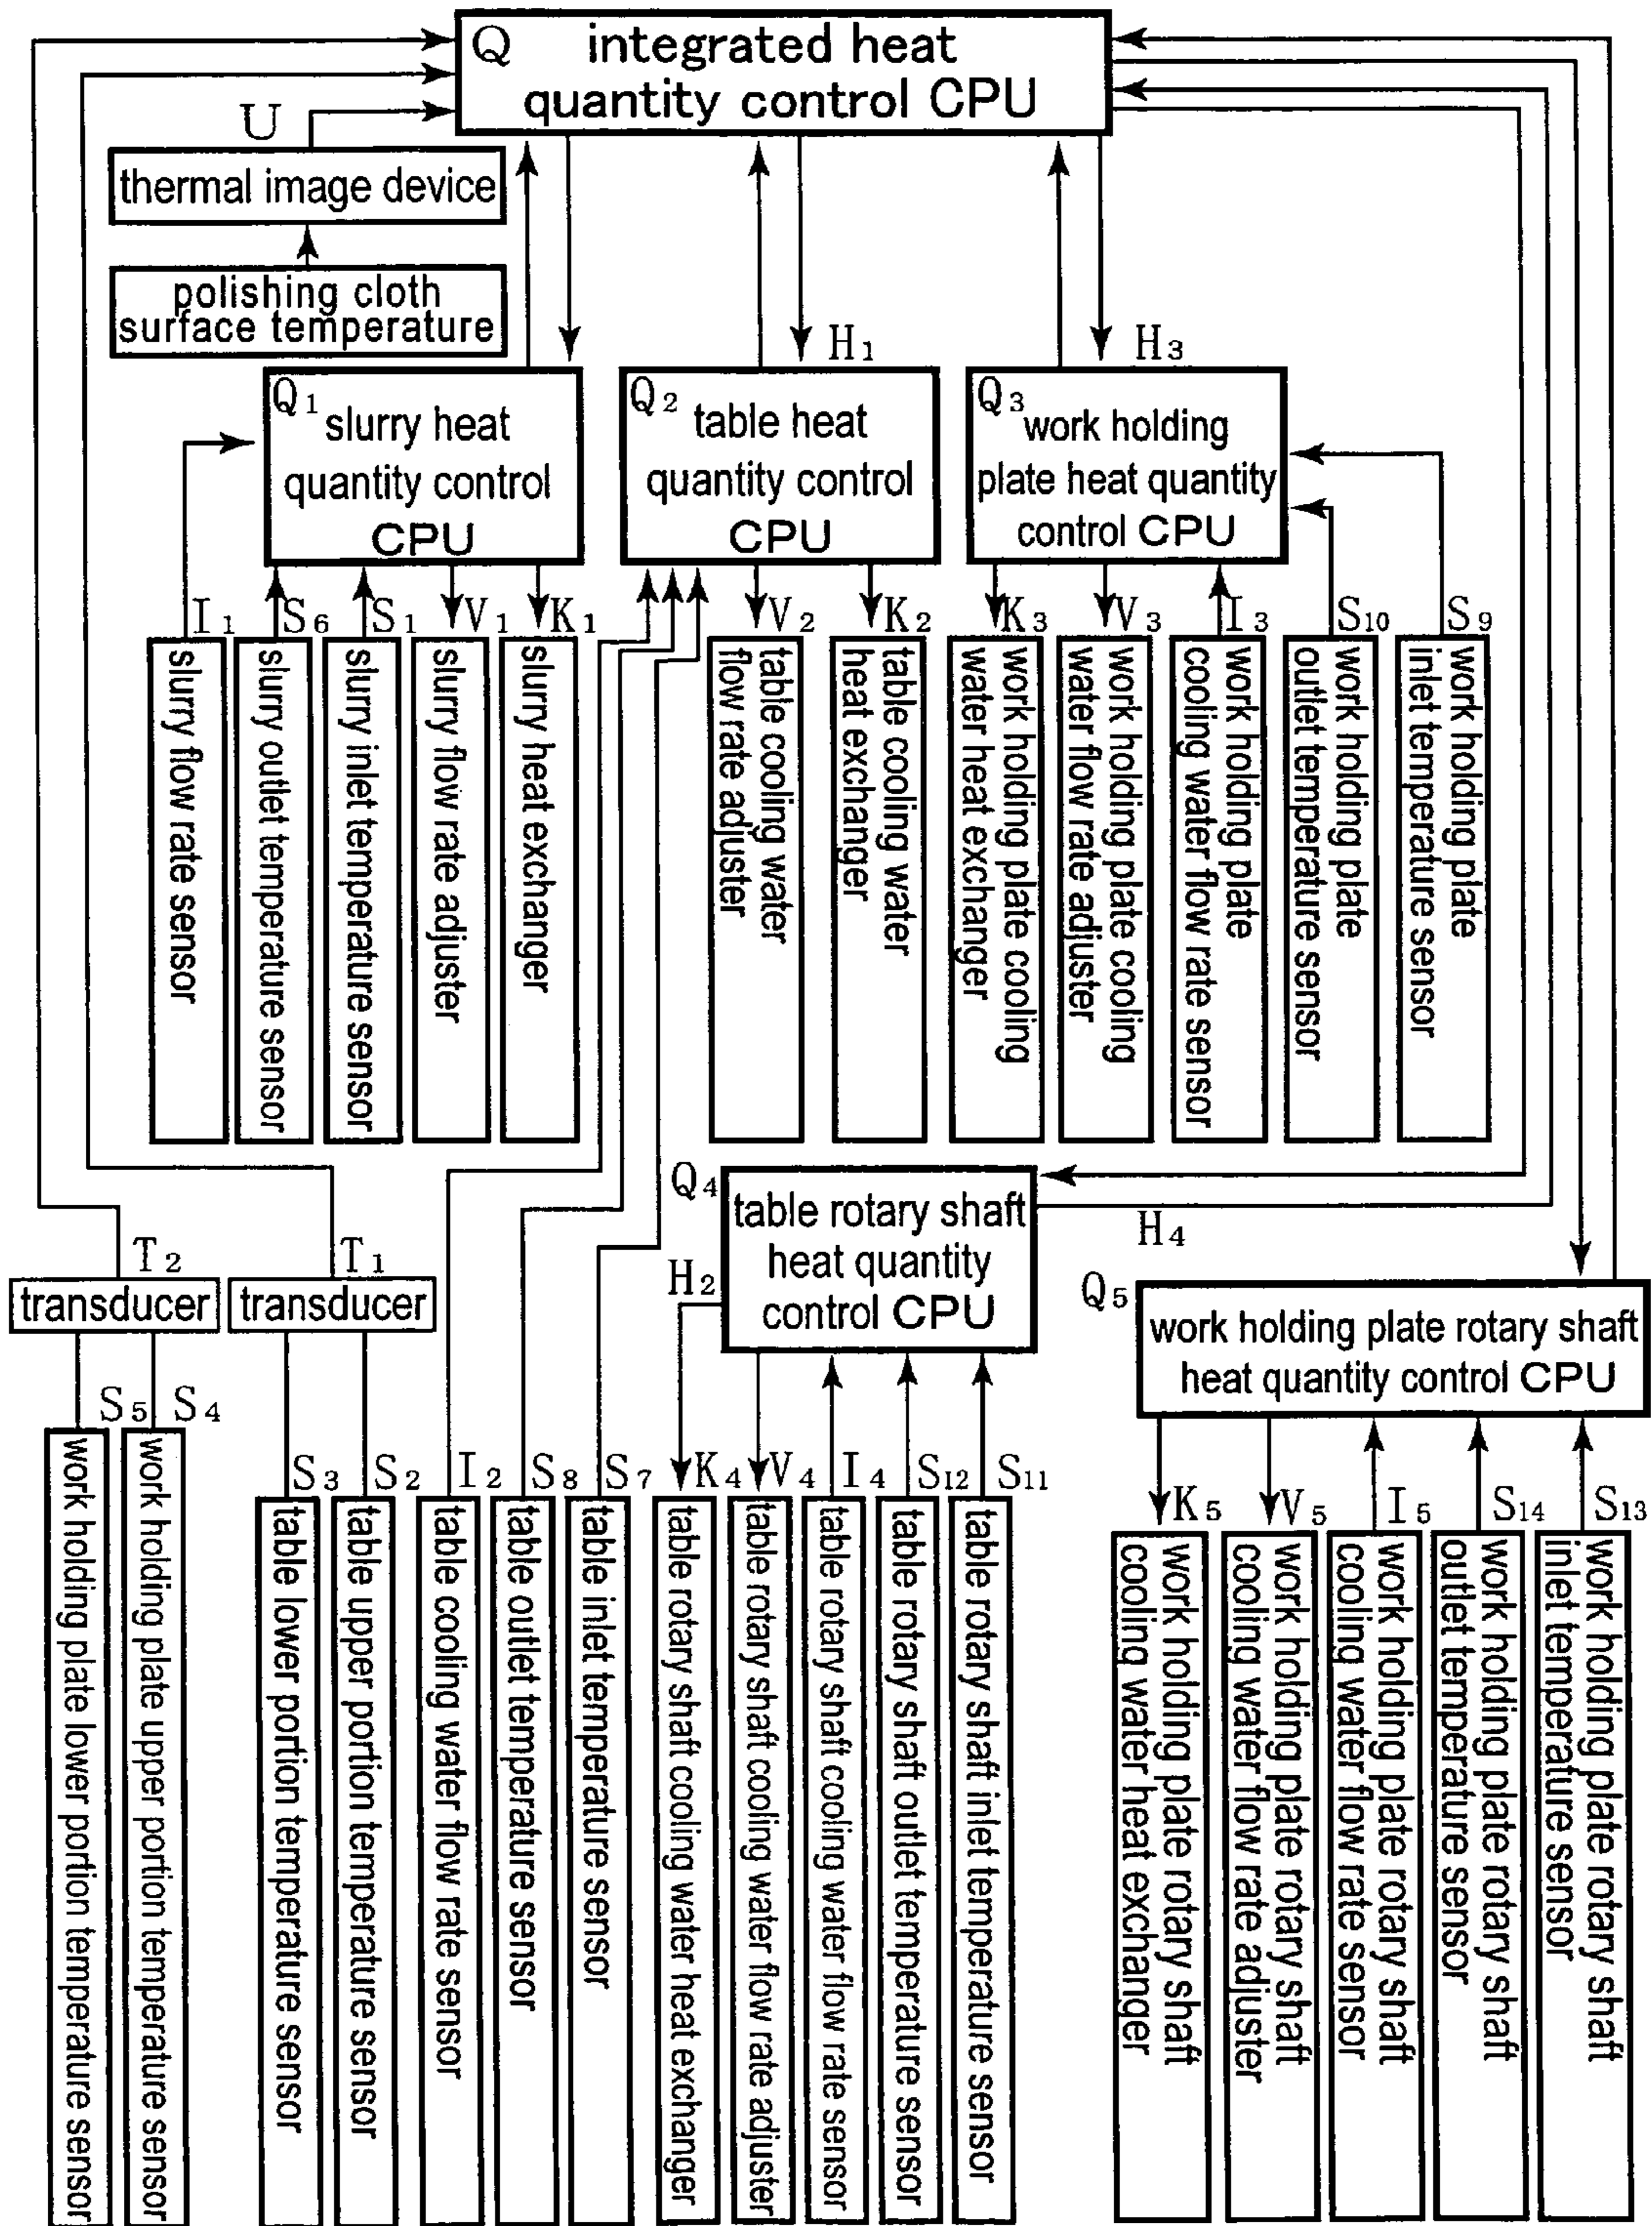 Q integrated heat
quantity control CPU
U
thermal image device
polishing cloth
surface temperature
H1
H3
Q1
slurry heat
quantity control
CPU
Q2
table heat
quantity control
CPU
Q3
work holding
plate heat quantity
control CPU
I1
S6
S1
V1
K1
V2
K2
K3
V3
I3
S10
S9
slurry flow rate sensor
slurry outlet temperature sensor
slurry inlet temperature sensor
slurry flow rate adjuster
slurry heat exchanger
table cooling water
flow rate adjuster
table cooling water
heat exchanger
work holding plate cooling
water heat exchanger
work holding plate cooling
water flow rate adjuster
work holding plate
cooling water flow rate sensor
work holding plate
outlet temperature sensor
work holding plate
inlet temperature sensor
Q4
table rotary shaft
heat quantity
control CPU
H4
H2
T2
transducer
T1
transducer
Q5
work holding plate rotary shaft
heat quantity control CPU
S5
S4
S3
S2
I2
S8
S7
K4
V4
I4
S12
S11
K5
V5
I5
S14
S13
work holding plate lower portion temperature sensor
work holding plate upper portion temperature sensor
table lower portion temperature sensor
table upper portion temperature sensor
table cooling water flow rate sensor
table outlet temperature sensor
table inlet temperature sensor
table rotary shaft cooling water heat exchanger
table rotary shaft cooling water flow rate adjuster
table rotary shaft cooling water flow rate sensor
table rotary shaft outlet temperature sensor
table rotary shaft inlet temperature sensor
work holding plate rotary shaft
cooling water heat exchanger
work holding plate rotary shaft
cooling water flow rate adjuster
work holding plate rotary shaft
cooling water flow rate sensor
work holding plate rotary shaft
outlet temperature sensor
work holding plate rotary shaft
inlet temperature sensor